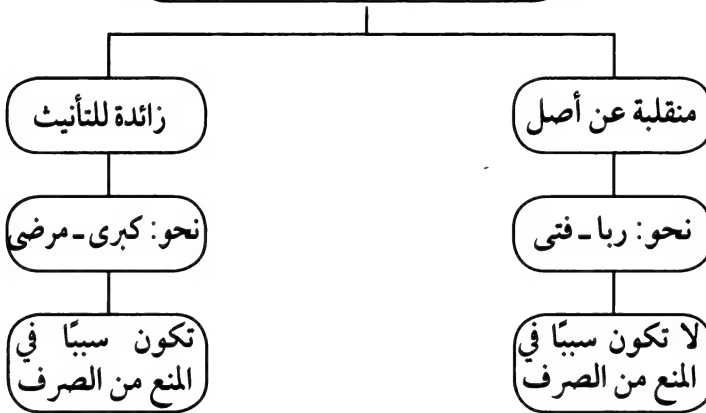 منقلبة عن أصل
زائدة للتأنيث
نحو: ربا - فتى
نحو: كبرى - مرضى
لا تكون سببًا في
المنع من الصرف
تكون سببًا في
المنع من الصرف